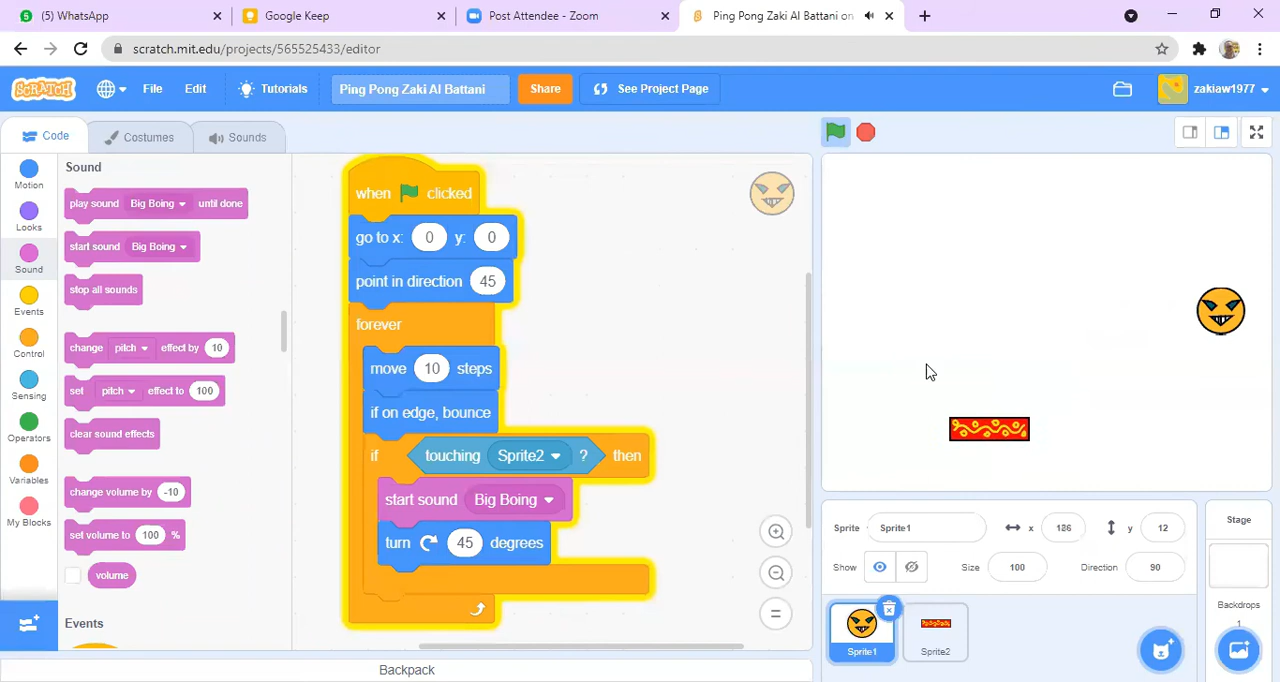 WhatsApp
Google Keep
Post Attendee - Zoom
Ping Pong Zaki Al Battani on
scratch.mit.edu/projects/565525433/editor
SCRATCH
File
Edit
Tutorials
Ping Pong Zaki Al Battani
Share
See Project Page
zakiaw1977
Code
Costumes
Sounds
Motion
Looks
Sound
Events
Control
Sensing
Operators
Variables
My Blocks
Sound
play sound Big Boing until done
start sound Big Boing
stop all sounds
change pitch effect by 10
set pitch effect to 100
clear sound effects
change volume by -10
set volume to 100 %
volume
Events
when clicked
go to x: 0 y: 0
point in direction 45
forever
move 10 steps
if on edge, bounce
if touching Sprite2 ? then
start sound Big Boing
turn 45 degrees
Backpack
Sprite Sprite1 x 186 y 12
Show Size 100 Direction 90
Sprite1
Sprite2
Stage
Backdrops
1